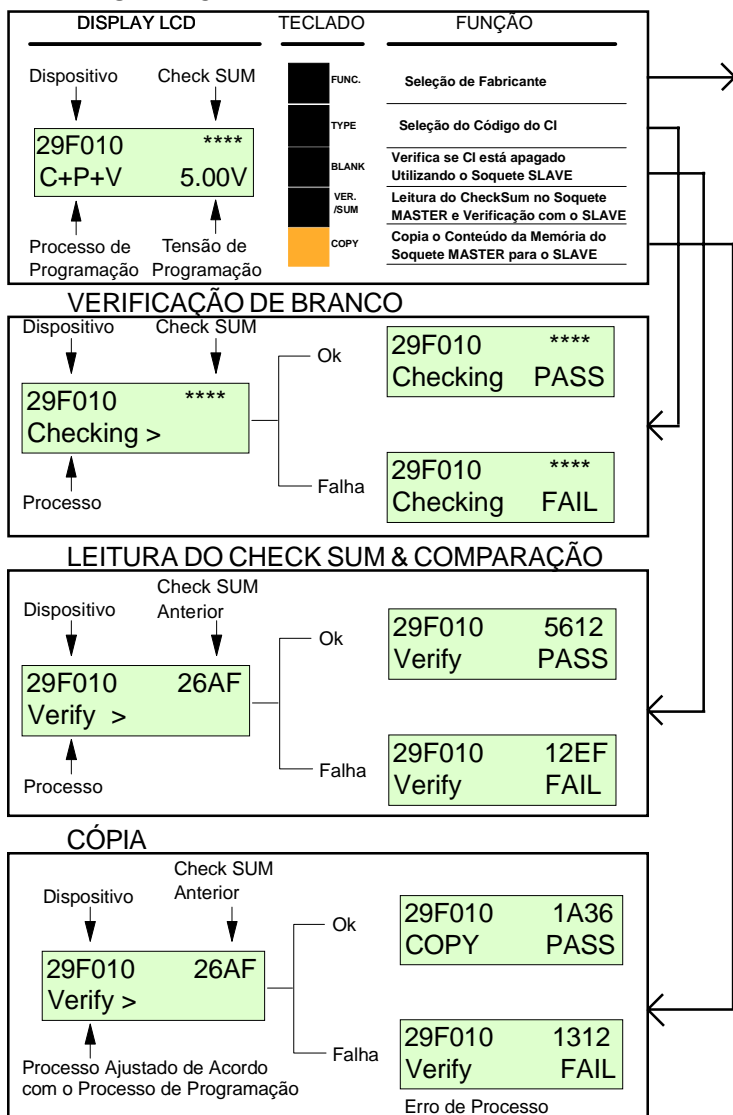 DISPLAY LCD
TECLADO
FUNÇÃO
Dispositivo
Check SUM
29F010 ****
C+P+V 5.00V
Processo de
Programação
Tensão de
Programação
FUNC.
Seleção de Fabricante
TYPE
Seleção do Código do CI
BLANK
Verifica se CI está apagado
Utilizando o Soquete SLAVE
VER.
/SUM
Leitura do CheckSum no Soquete
MASTER e Verificação com o SLAVE
COPY
Copia o Conteúdo da Memória do
Soquete MASTER para o SLAVE
VERIFICAÇÃO DE BRANCO
Dispositivo
Check SUM
29F010 ****
Checking >
Processo
Ok
29F010 ****
Checking PASS
Falha
29F010 ****
Checking FAIL
LEITURA DO CHECK SUM & COMPARAÇÃO
Dispositivo
Check SUM
Anterior
29F010 26AF
Verify >
Processo
Ok
29F010 5612
Verify PASS
Falha
29F010 12EF
Verify FAIL
CÓPIA
Dispositivo
Check SUM
Anterior
29F010 26AF
Verify >
Processo Ajustado de Acordo
com o Processo de Programação
Ok
29F010 1A36
COPY PASS
Falha
29F010 1312
Verify FAIL
Erro de Processo